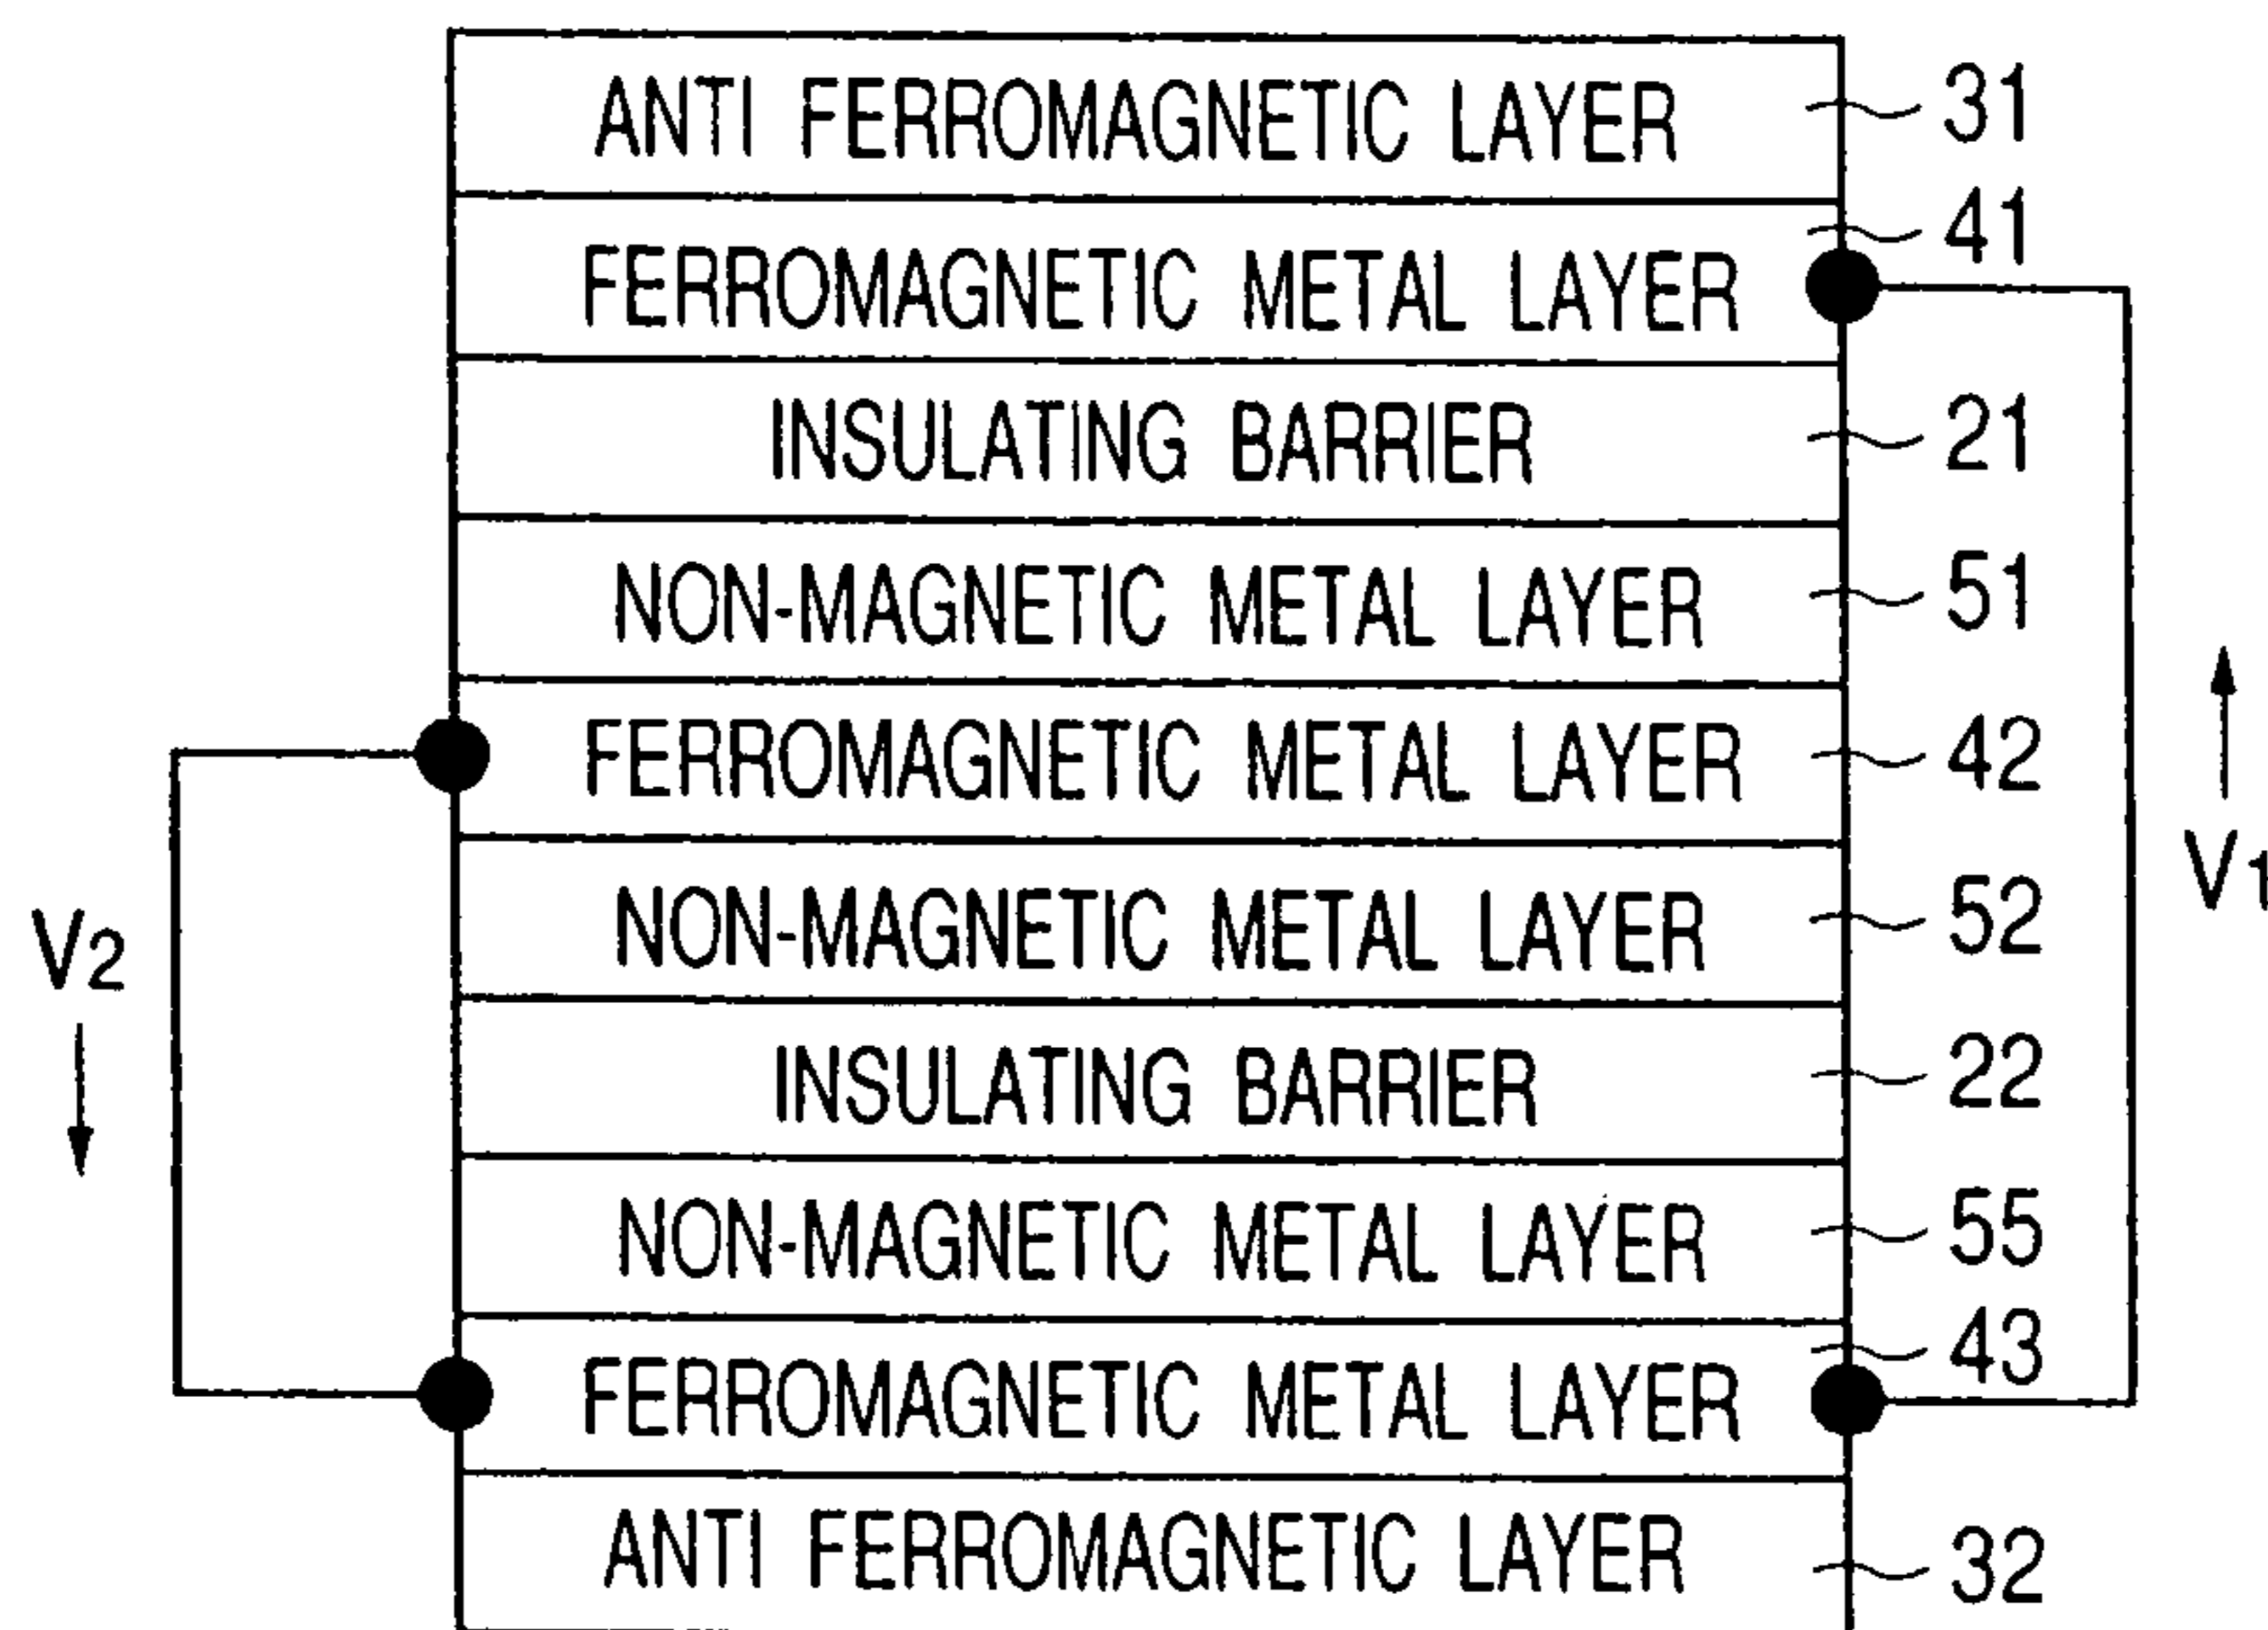 ANTI FERROMAGNETIC LAYER 31
FERROMAGNETIC METAL LAYER 41
INSULATING BARRIER 21
NON-MAGNETIC METAL LAYER 51
FERROMAGNETIC METAL LAYER 42
V1
NON-MAGNETIC METAL LAYER 52
V2
INSULATING BARRIER 22
NON-MAGNETIC METAL LAYER 55
FERROMAGNETIC METAL LAYER 43
ANTI FERROMAGNETIC LAYER 32